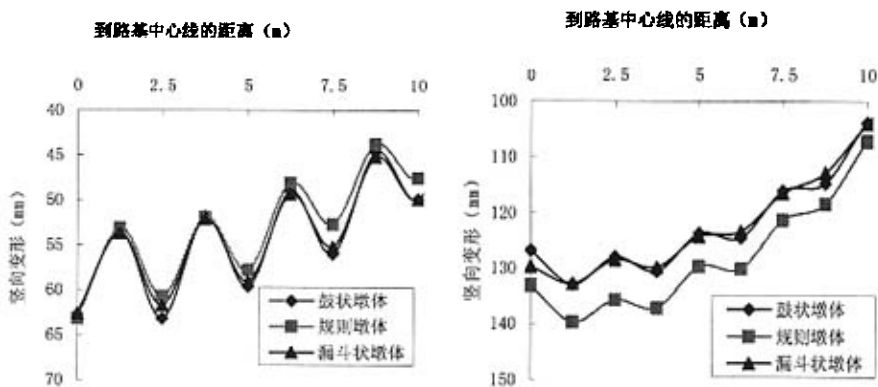 到路基中心线的距离（m）
0 2.5 5 7.5 10
40
45
50
55
60
65
70
竖向变形（mm）
鼓状墩体
规则墩体
漏斗状墩体
到路基中心线的距离（m）
0 2.5 5 7.5 10
100
110
120
130
140
150
竖向变形（mm）
鼓状墩体
规则墩体
漏斗状墩体